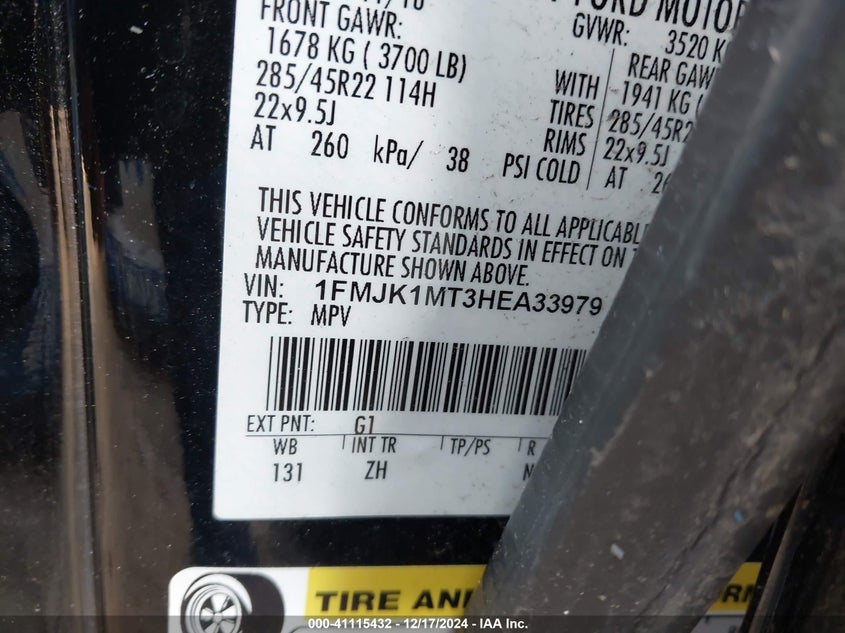 FORD MOTOR
FRONT GAWR:
GVWR: 3520 K
1678 KG ( 3700 LB)
REAR GAW
285/45R22 114H
WITH
1941 KG (
22x9.5J
TIRES
285/45R2
RIMS
22x9.5J
AT 260 kPa/ 38 PSI COLD
AT 26
THIS VEHICLE CONFORMS TO ALL APPLICABL
VEHICLE SAFETY STANDARDS IN EFFECT ON
MANUFACTURE SHOWN ABOVE.
VIN: 1FMJK1MT3HEA33979
TYPE: MPV
EXT PNT: G1
WB INT TR TP/PS R
131 ZH N
TIRE AN
000-41115432 - 12/17/2024 - IAA Inc.